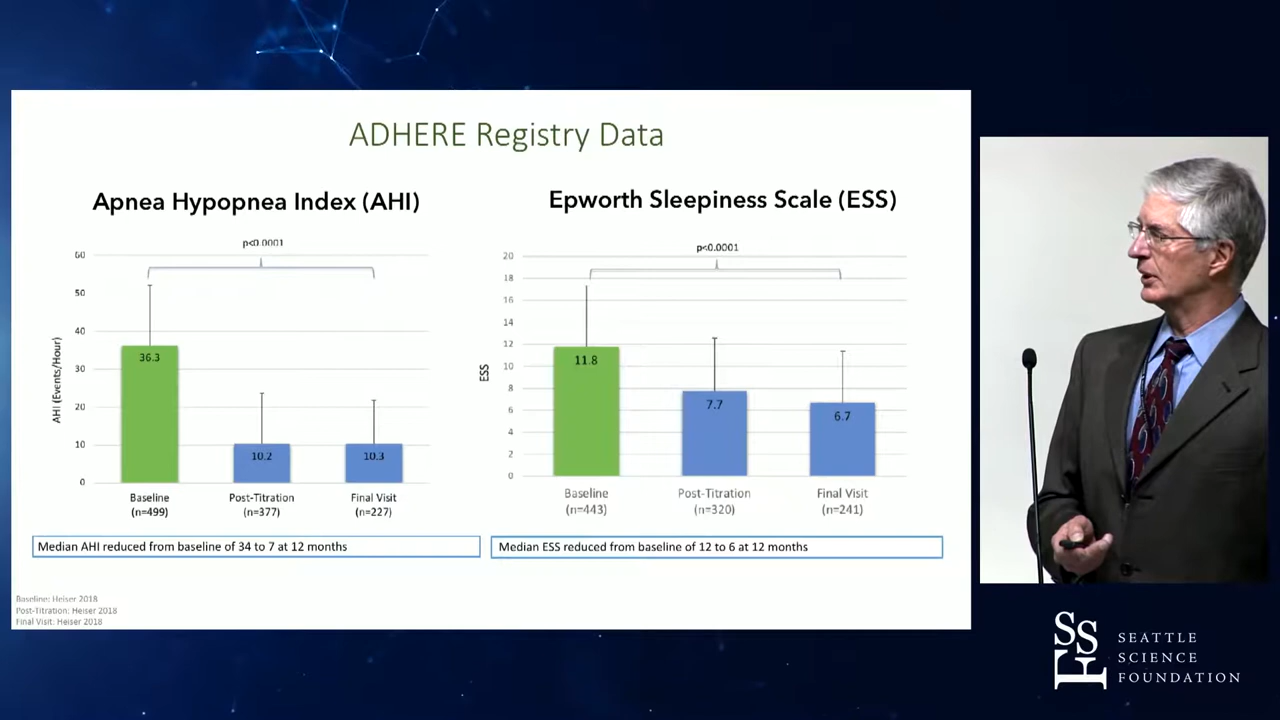 ADHERE Registry Data
Apnea Hypopnea Index (AHI)
p<0.0001
60
50
40
30
20
10
0
AHI (Events/Hour)
36.3
10.2
10.3
Baseline
(n=499)
Post-Titration
(n=377)
Final Visit
(n=227)
Median AHI reduced from baseline of 34 to 7 at 12 months
Epworth Sleepiness Scale (ESS)
p<0.0001
20
18
16
14
12
10
8
6
4
2
0
ESS
11.8
7.7
6.7
Baseline
(n=443)
Post-Titration
(n=320)
Final Visit
(n=241)
Median ESS reduced from baseline of 12 to 6 at 12 months
Baseline: Heiser 2018
Post-Titration: Heiser 2018
Final Visit: Heiser 2018
SSF
SEATTLE
SCIENCE
FOUNDATION